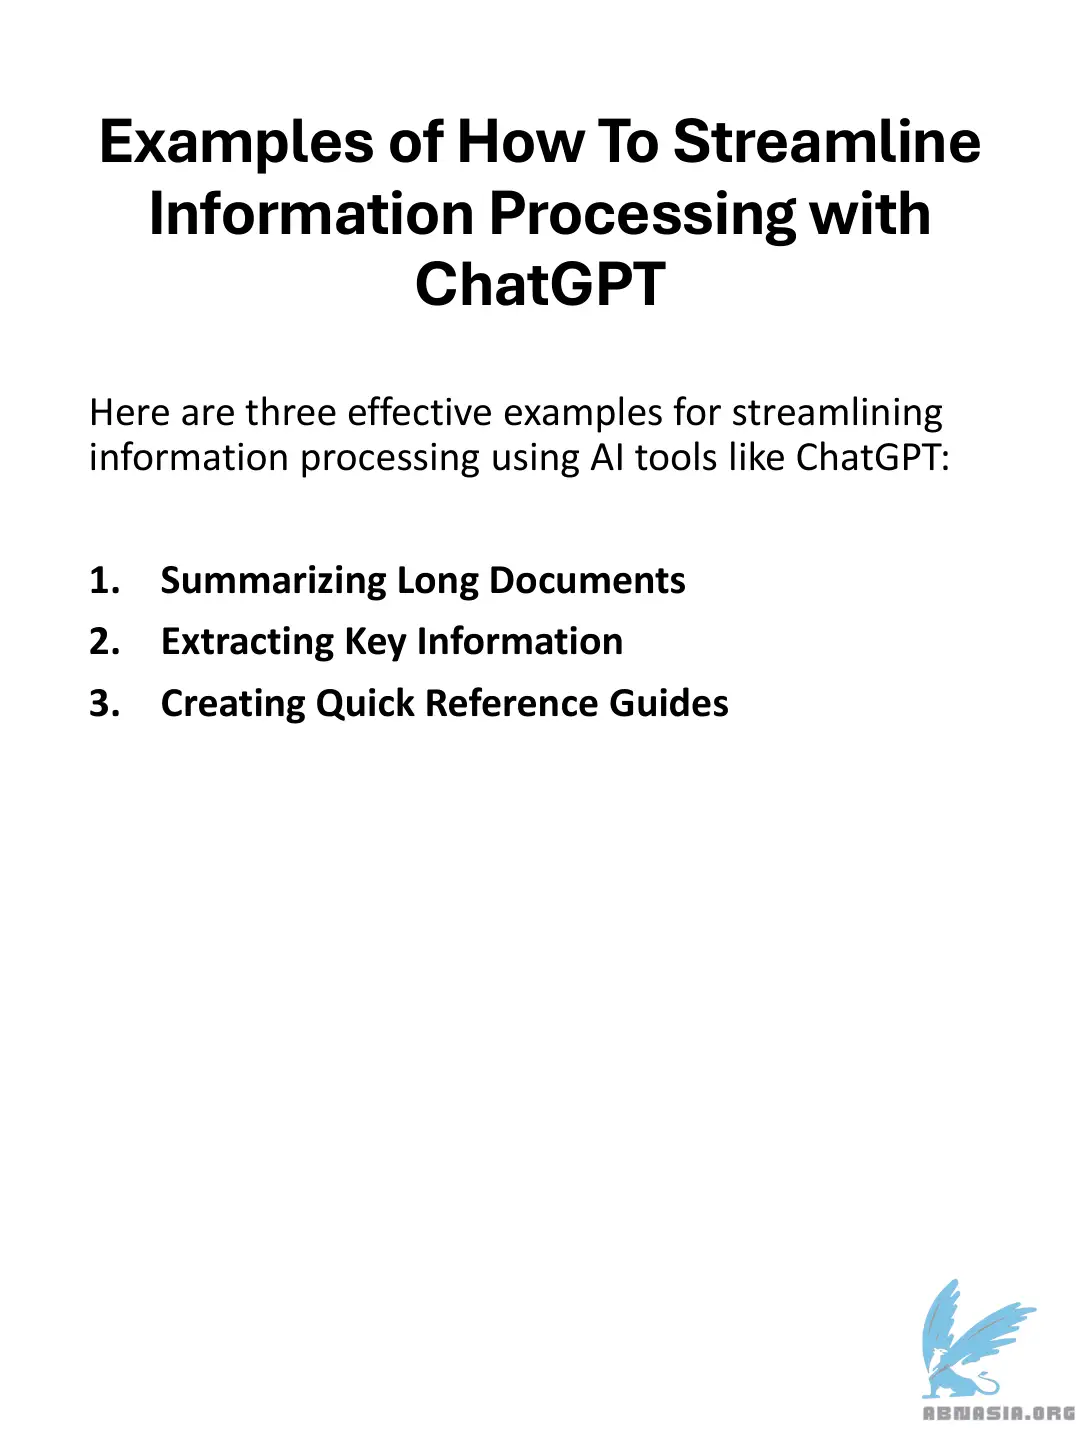 Examples of How To Streamline
Information Processing with
ChatGPT
Here are three effective examples for streamlining
information processing using AI tools like ChatGPT:
1. Summarizing Long Documents
2. Extracting Key Information
3. Creating Quick Reference Guides
ABNASIA.ORG